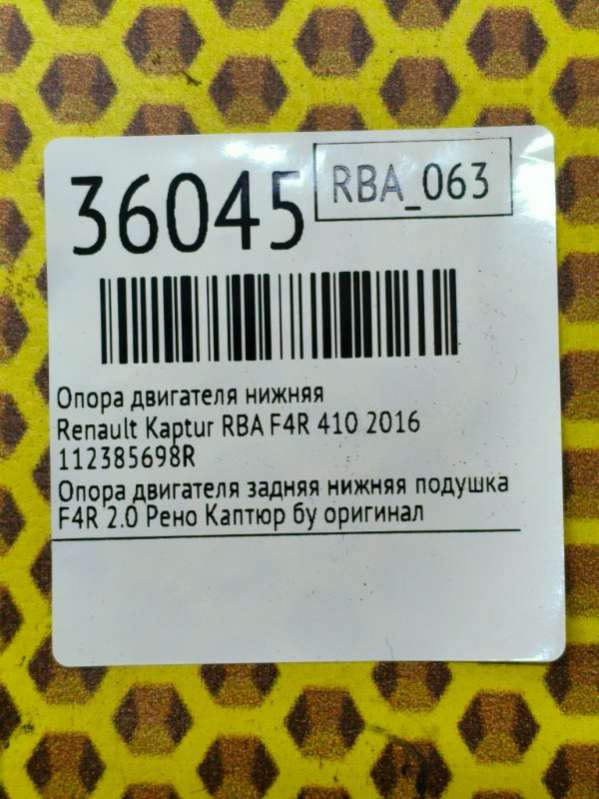 36045
RBA_063
Опора двигателя нижняя
Renault Kaptur RBA F4R 410 2016
112385698R
Опора двигателя задняя нижняя подушка
F4R 2.0 Рено Каптюр бу оригинал